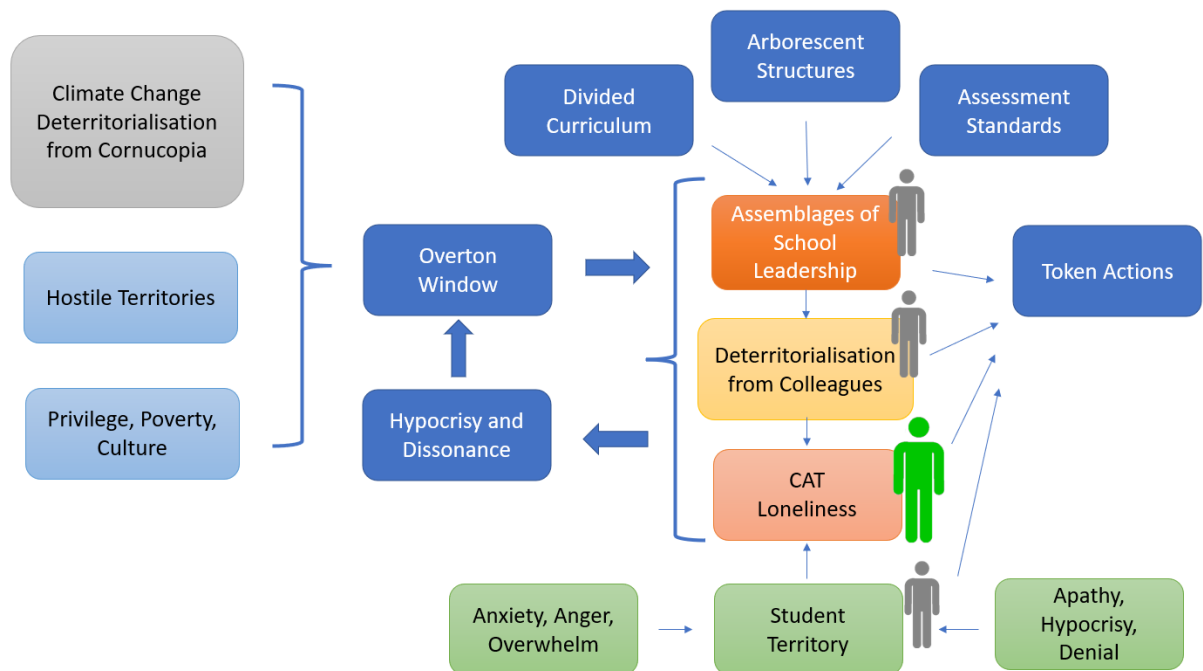 Climate Change
Deterritorialisation
from Cornucopia
Hostile Territories
Privilege, Poverty,
Culture
Overton
Window
Hypocrisy and
Dissonance
Divided
Curriculum
Arborescent
Structures
Assessment
Standards
Assemblages of
School
Leadership
Deterritorialisation
from Colleagues
CAT
Loneliness
Token Actions
Anxiety, Anger,
Overwhelm
Student
Territory
Apathy,
Hypocrisy,
Denial